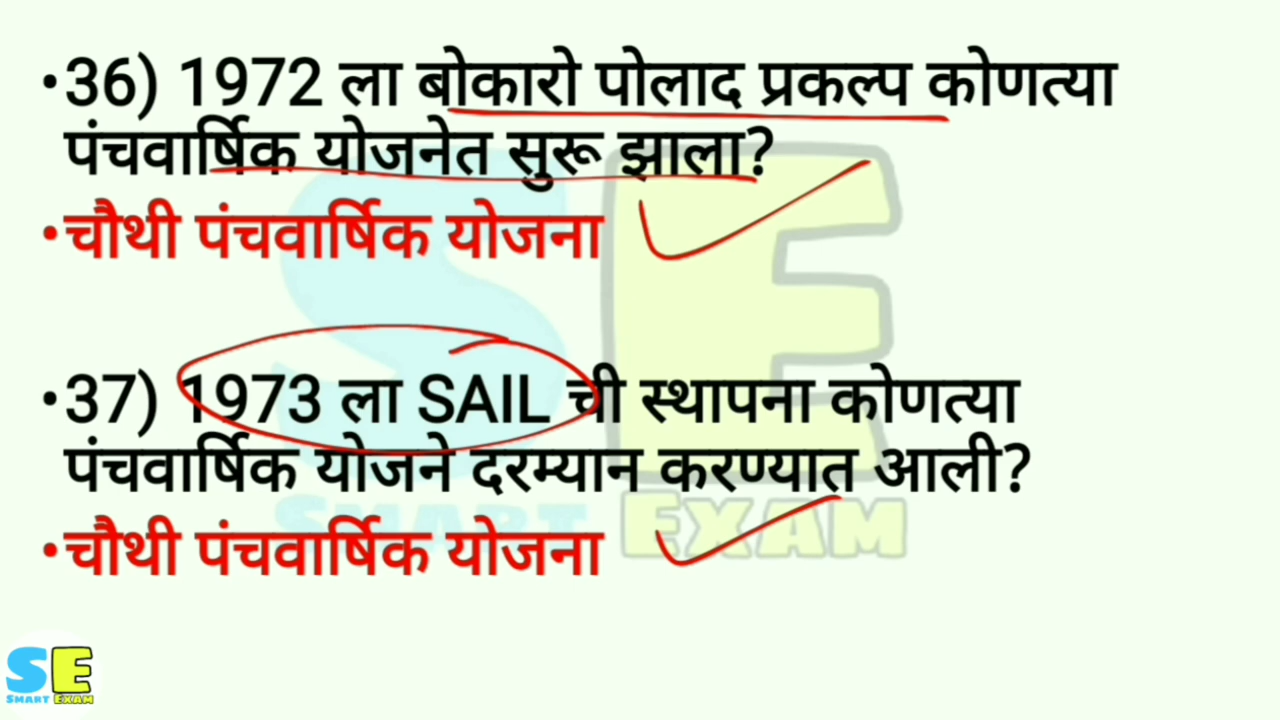 •36) 1972 ला बोकारो पोलाद प्रकल्प कोणत्या
पंचवार्षिक योजनेत सुरू झाला?
•चौथी पंचवार्षिक योजना
•37) 1973 ला SAIL ची स्थापना कोणत्या
पंचवार्षिक योजने दरम्यान करण्यात आली?
•चौथी पंचवार्षिक योजना
SE
SMART EXAM
SE
SMART EXAM